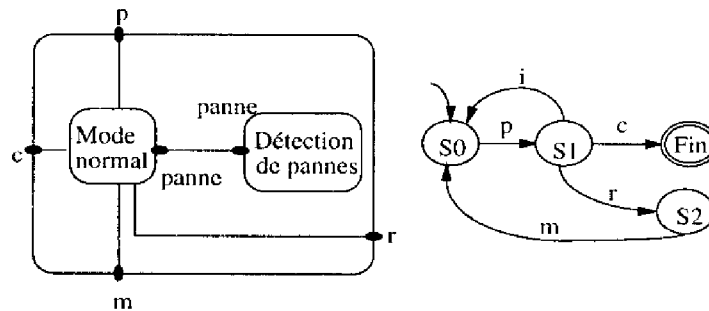 p
panne
Mode
normal
Détection
de pannes
c
panne
r
m
i
S0
p
S1
c
Fin
r
S2
m